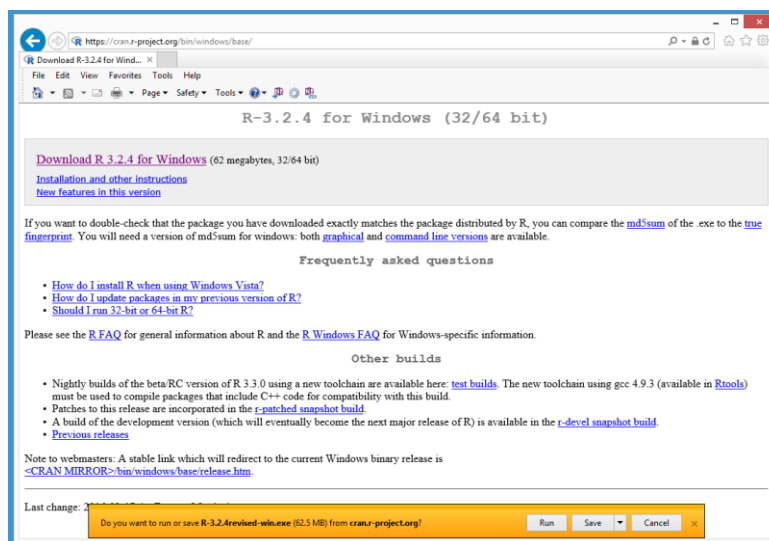 https://cran.r-project.org/bin/windows/base/
Download R-3.2.4 for Wind...
File Edit View Favorites Tools Help
Page Safety Tools
R-3.2.4 for Windows (32/64 bit)
Download R 3.2.4 for Windows (62 megabytes, 32/64 bit)
Installation and other instructions
New features in this version
If you want to double-check that the package you have downloaded exactly matches the package distributed by R, you can compare the md5sum of the .exe to the true
fingerprint. You will need a version of md5sum for windows: both graphical and command line versions are available.
Frequently asked questions
• How do I install R when using Windows Vista?
• How do I update packages in my previous version of R?
• Should I run 32-bit or 64-bit R?
Please see the R FAQ for general information about R and the R Windows FAQ for Windows-specific information.
Other builds
• Nightly builds of the beta/RC version of R 3.3.0 using a new toolchain are available here: test builds. The new toolchain using gcc 4.9.3 (available in Rtools)
must be used to compile packages that include C++ code for compatibility with this build.
• Patches to this release are incorporated in the r-patched snapshot build.
• A build of the development version (which will eventually become the next major release of R) is available in the r-devel snapshot build.
• Previous releases
Note to webmasters: A stable link which will redirect to the current Windows binary release is
<CRAN MIRROR>/bin/windows/base/release.htm.
Last change:
Do you want to run or save R-3.2.4revised-win.exe (62.5 MB) from cran.r-project.org?
Run Save Cancel